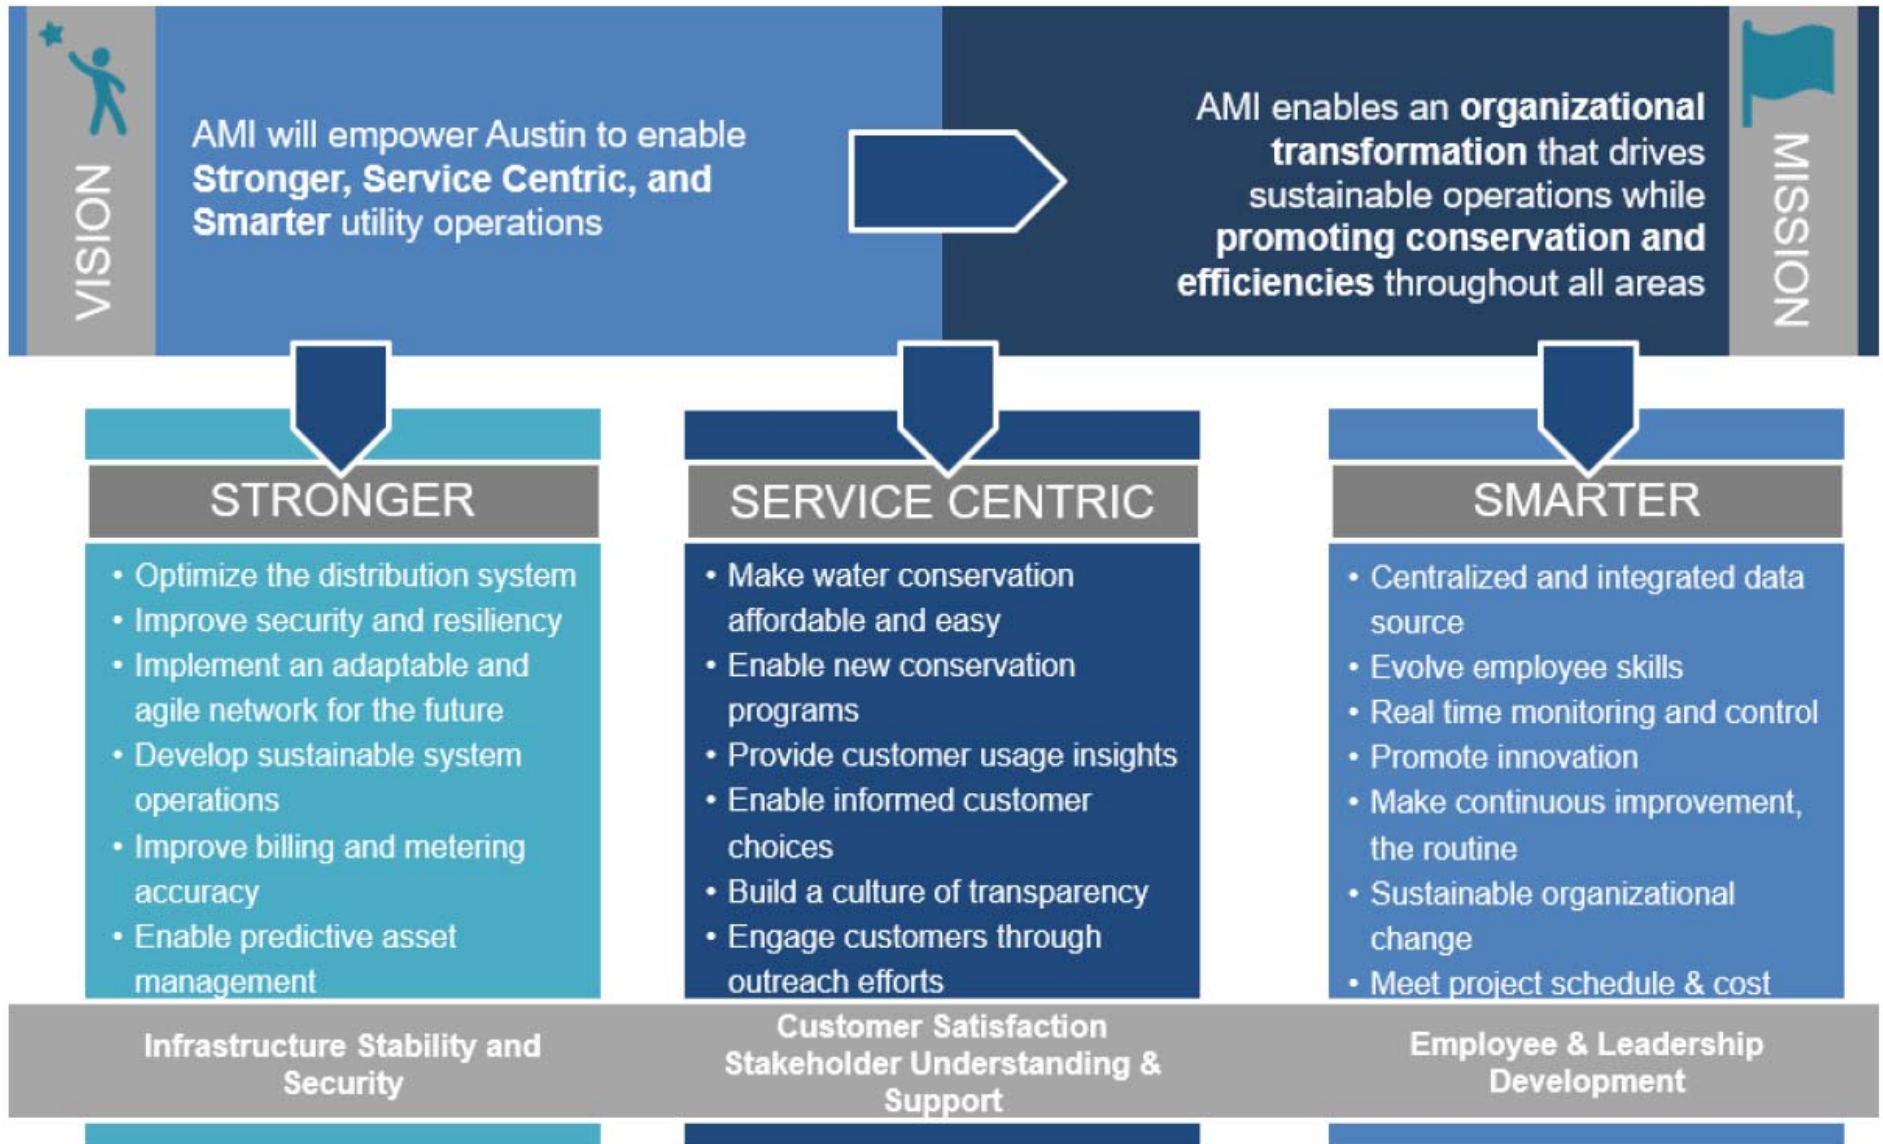 VISION
AMI will empower Austin to enable
Stronger, Service Centric, and
Smarter utility operations
AMI enables an organizational
transformation that drives
sustainable operations while
promoting conservation and
efficiencies throughout all areas
MISSION
STRONGER
• Optimize the distribution system
• Improve security and resiliency
• Implement an adaptable and
agile network for the future
• Develop sustainable system
operations
• Improve billing and metering
accuracy
• Enable predictive asset
management
Infrastructure Stability and
Security
SERVICE CENTRIC
• Make water conservation
affordable and easy
• Enable new conservation
programs
• Provide customer usage insights
• Enable informed customer
choices
• Build a culture of transparency
• Engage customers through
outreach efforts
Customer Satisfaction
Stakeholder Understanding &
Support
SMARTER
• Centralized and integrated data
source
• Evolve employee skills
• Real time monitoring and control
• Promote innovation
• Make continuous improvement,
the routine
• Sustainable organizational
change
• Meet project schedule & cost
Employee & Leadership
Development